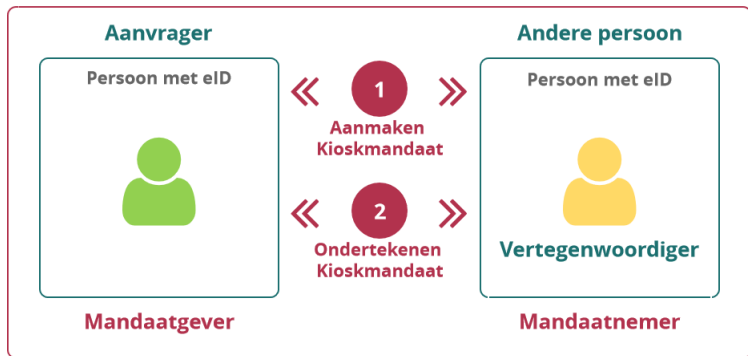 Aanvrager
Persoon met eID
Mandaatgever
1
Aanmaken
Kioskmandaat
2
Ondertekenen
Kioskmandaat
Andere persoon
Persoon met eID
Vertegenwoordiger
Mandaatnemer